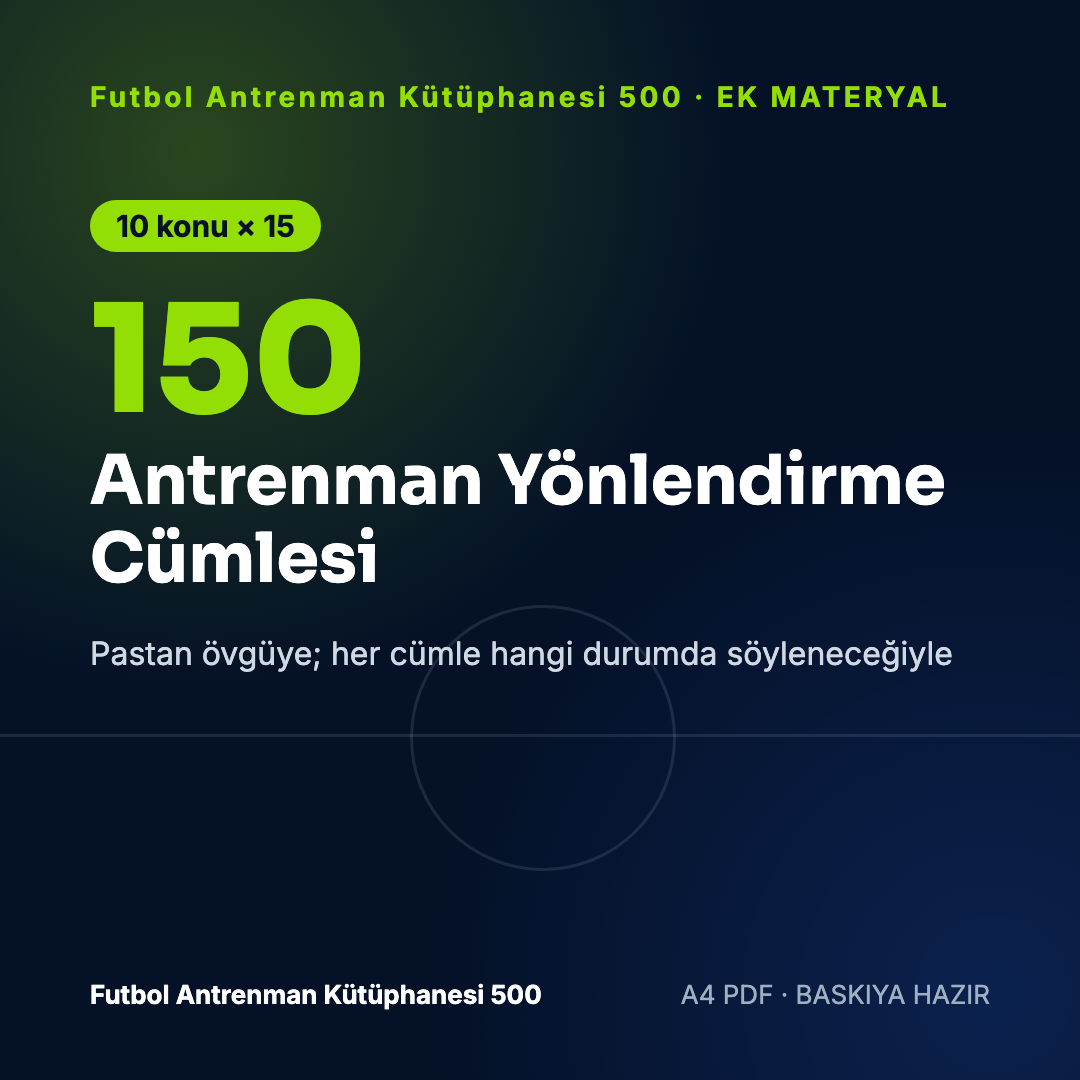 Futbol Antrenman Kütüphanesi 500 · EK MATERYAL
10 konu × 15
150
Antrenman Yönlendirme
Cümlesi
Pastan övgüye; her cümle hangi durumda söyleneceğiyle
Futbol Antrenman Kütüphanesi 500
A4 PDF · BASKIYA HAZIR